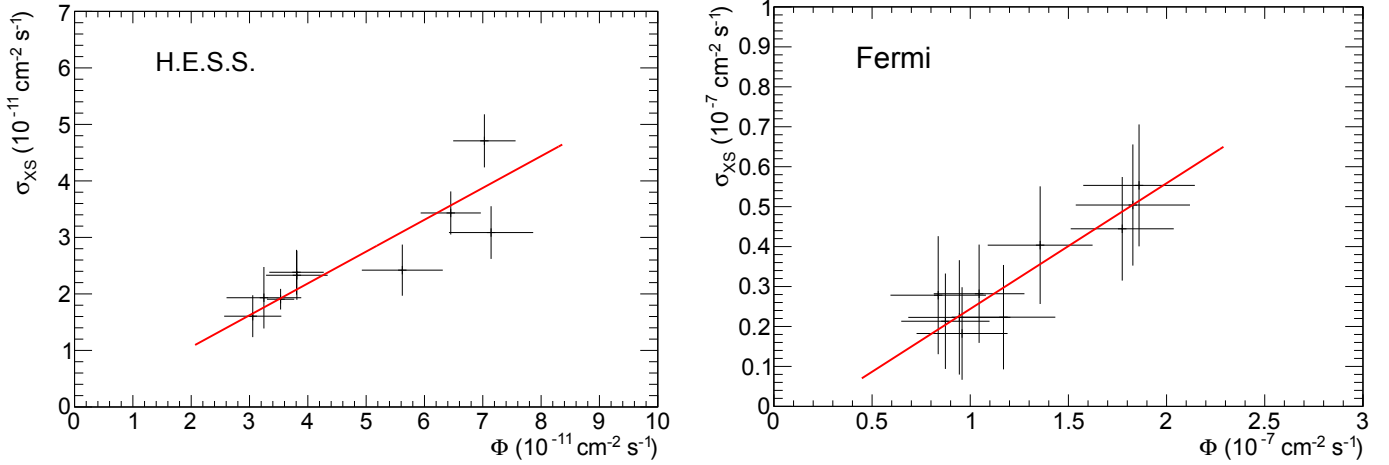 H.E.S.S.
σXS (10-11 cm-2 s-1)
7
6
5
4
3
2
1
0
0 1 2 3 4 5 6 7 8 9 10
Φ (10-11 cm-2 s-1)
Fermi
σXS (10-7 cm-2 s-1)
1
0.9
0.8
0.7
0.6
0.5
0.4
0.3
0.2
0.1
0
0 0.5 1 1.5 2 2.5 3
Φ (10-7 cm-2 s-1)